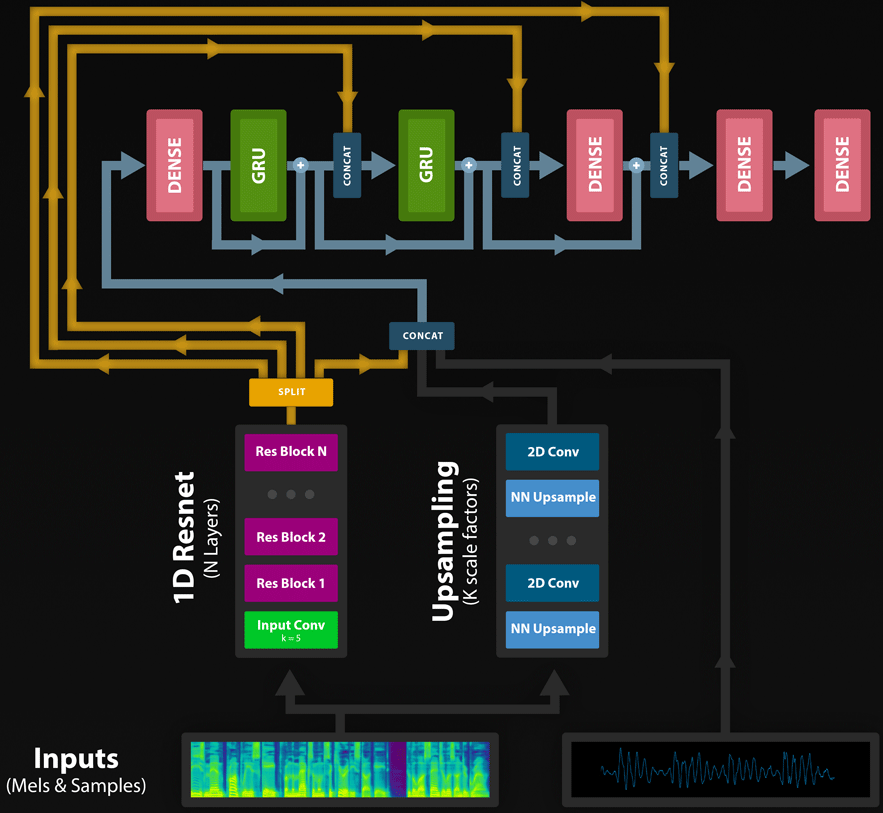 DENSE
GRU
CONCAT
GRU
CONCAT
DENSE
CONCAT
DENSE
DENSE
CONCAT
SPLIT
1D Resnet
(N Layers)
Res Block N
Res Block 2
Res Block 1
Input Conv
k = 5
Upsampling
(K scale factors)
2D Conv
NN Upsample
2D Conv
NN Upsample
Inputs
(Mels & Samples)